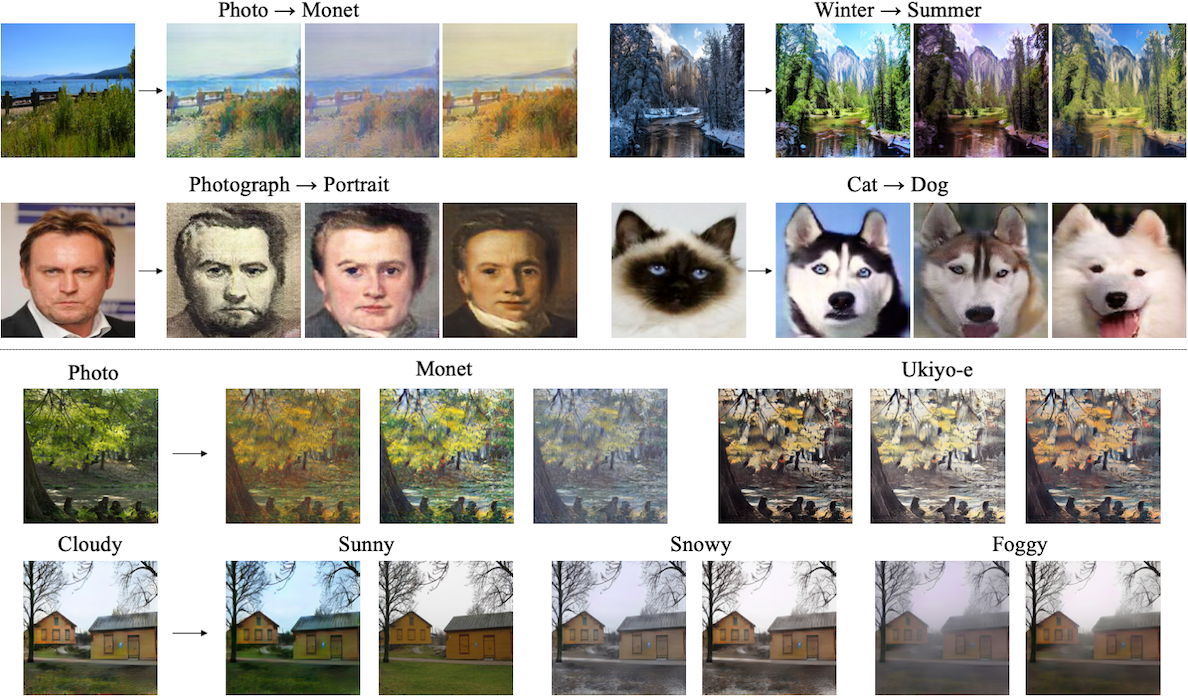 Photo → Monet
Winter → Summer
Photograph → Portrait
Cat → Dog
Photo
Monet
Ukiyo-e
Cloudy
Sunny
Snowy
Foggy